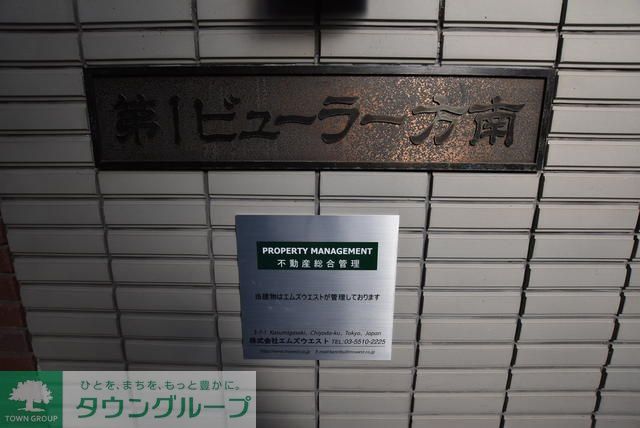 第1ビューラー方南
PROPERTY MANAGEMENT
不動産総合管理
当建物はエムズウエストが管理しております
3-7-1 Kasumigaseki, Chiyoda-ku, Tokyo, Japan
株式会社エムズウエスト TEL:03-5510-2225
ひとを、まちを、もっと豊かに。
タウングループ
TOWN GROUP